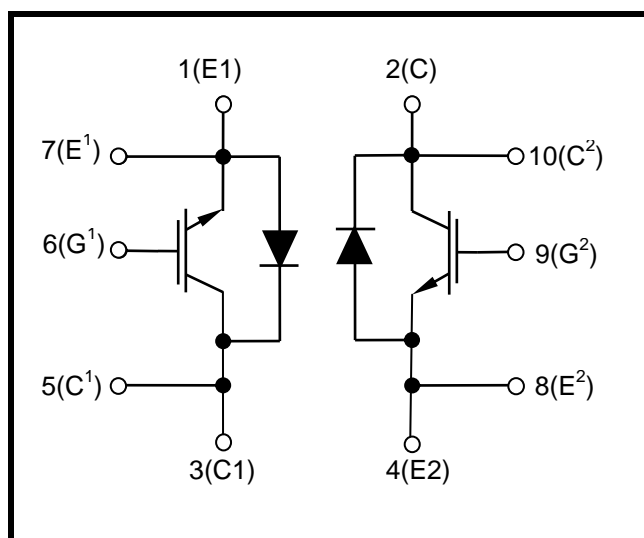 1(E1)
2(C)
7(E¹)
10(C²)
6(G¹)
9(G²)
5(C¹)
8(E²)
3(C1)
4(E2)